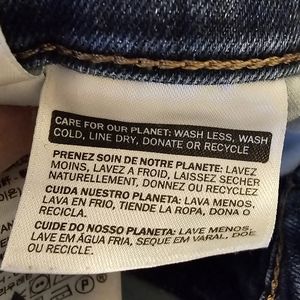 CARE FOR OUR PLANET: WASH LESS, WASH
COLD, LINE DRY, DONATE OR RECYCLE
PRENEZ SOIN DE NOTRE PLANETE: LAVEZ
MOINS, LAVEZ A FROID, LAISSEZ SECHER
NATURELLEMENT, DONNEZ OU RECYCLEZ
CUIDA NUESTRO PLANETA: LAVA MENOS,
LAVA EN FRIO, TIENDE LA ROPA, DONA O
RECICLA.
CUIDE DO NOSSO PLANETA: LAVE MENOS,
LAVE EM ÁGUA FRIA, SEQUE EM VARAL, DOE
OU RECICLE.